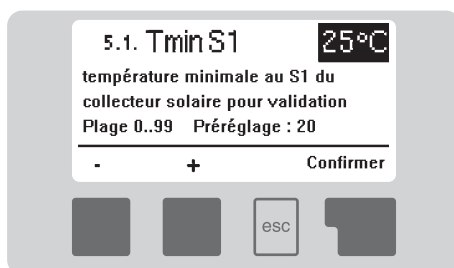 5.1. Tmin S1 25°C
température minimale au S1 du
collecteur solaire pour validation
Plage 0..99 Préréglage : 20
- + Confirmer
esc